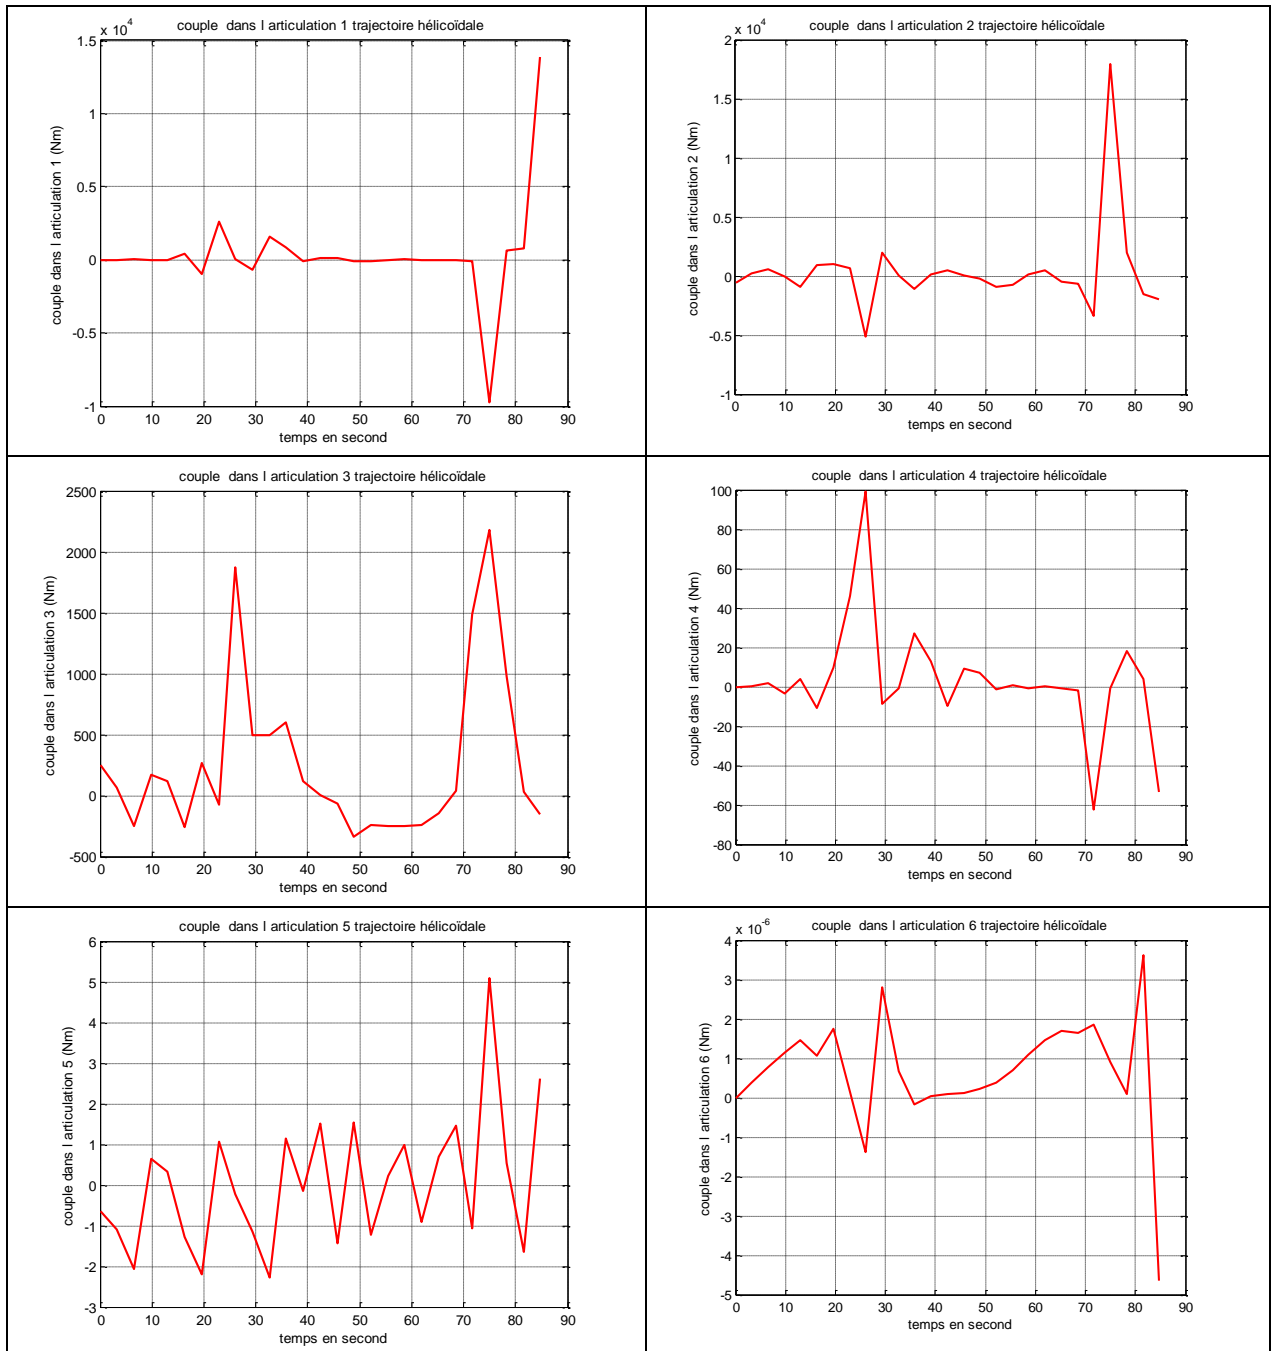 couple  dans l articulation 1 trajectoire hélicoïdale
x 10^4
1.5
1
0.5
0
-0.5
-1
couple dans l articulation 1 (Nm)
0 10 20 30 40 50 60 70 80 90
temps en second
couple  dans l articulation 2 trajectoire hélicoïdale
x 10^4
2
1.5
1
0.5
0
-0.5
-1
couple dans l articulation 2 (Nm)
0 10 20 30 40 50 60 70 80 90
temps en second
couple  dans l articulation 3 trajectoire hélicoïdale
2500
2000
1500
1000
500
0
-500
couple dans l articulation 3 (Nm)
0 10 20 30 40 50 60 70 80 90
temps en second
couple  dans l articulation 4 trajectoire hélicoïdale
100
80
60
40
20
0
-20
-40
-60
-80
couple dans l articulation 4 (Nm)
0 10 20 30 40 50 60 70 80 90
temps en second
couple  dans l articulation 5 trajectoire hélicoïdale
6
5
4
3
2
1
0
-1
-2
-3
couple dans l articulation 5 (Nm)
0 10 20 30 40 50 60 70 80 90
temps en second
couple  dans l articulation 6 trajectoire hélicoïdale
x 10^-6
4
3
2
1
0
-1
-2
-3
-4
-5
couple dans l articulation 6 (Nm)
0 10 20 30 40 50 60 70 80 90
temps en second